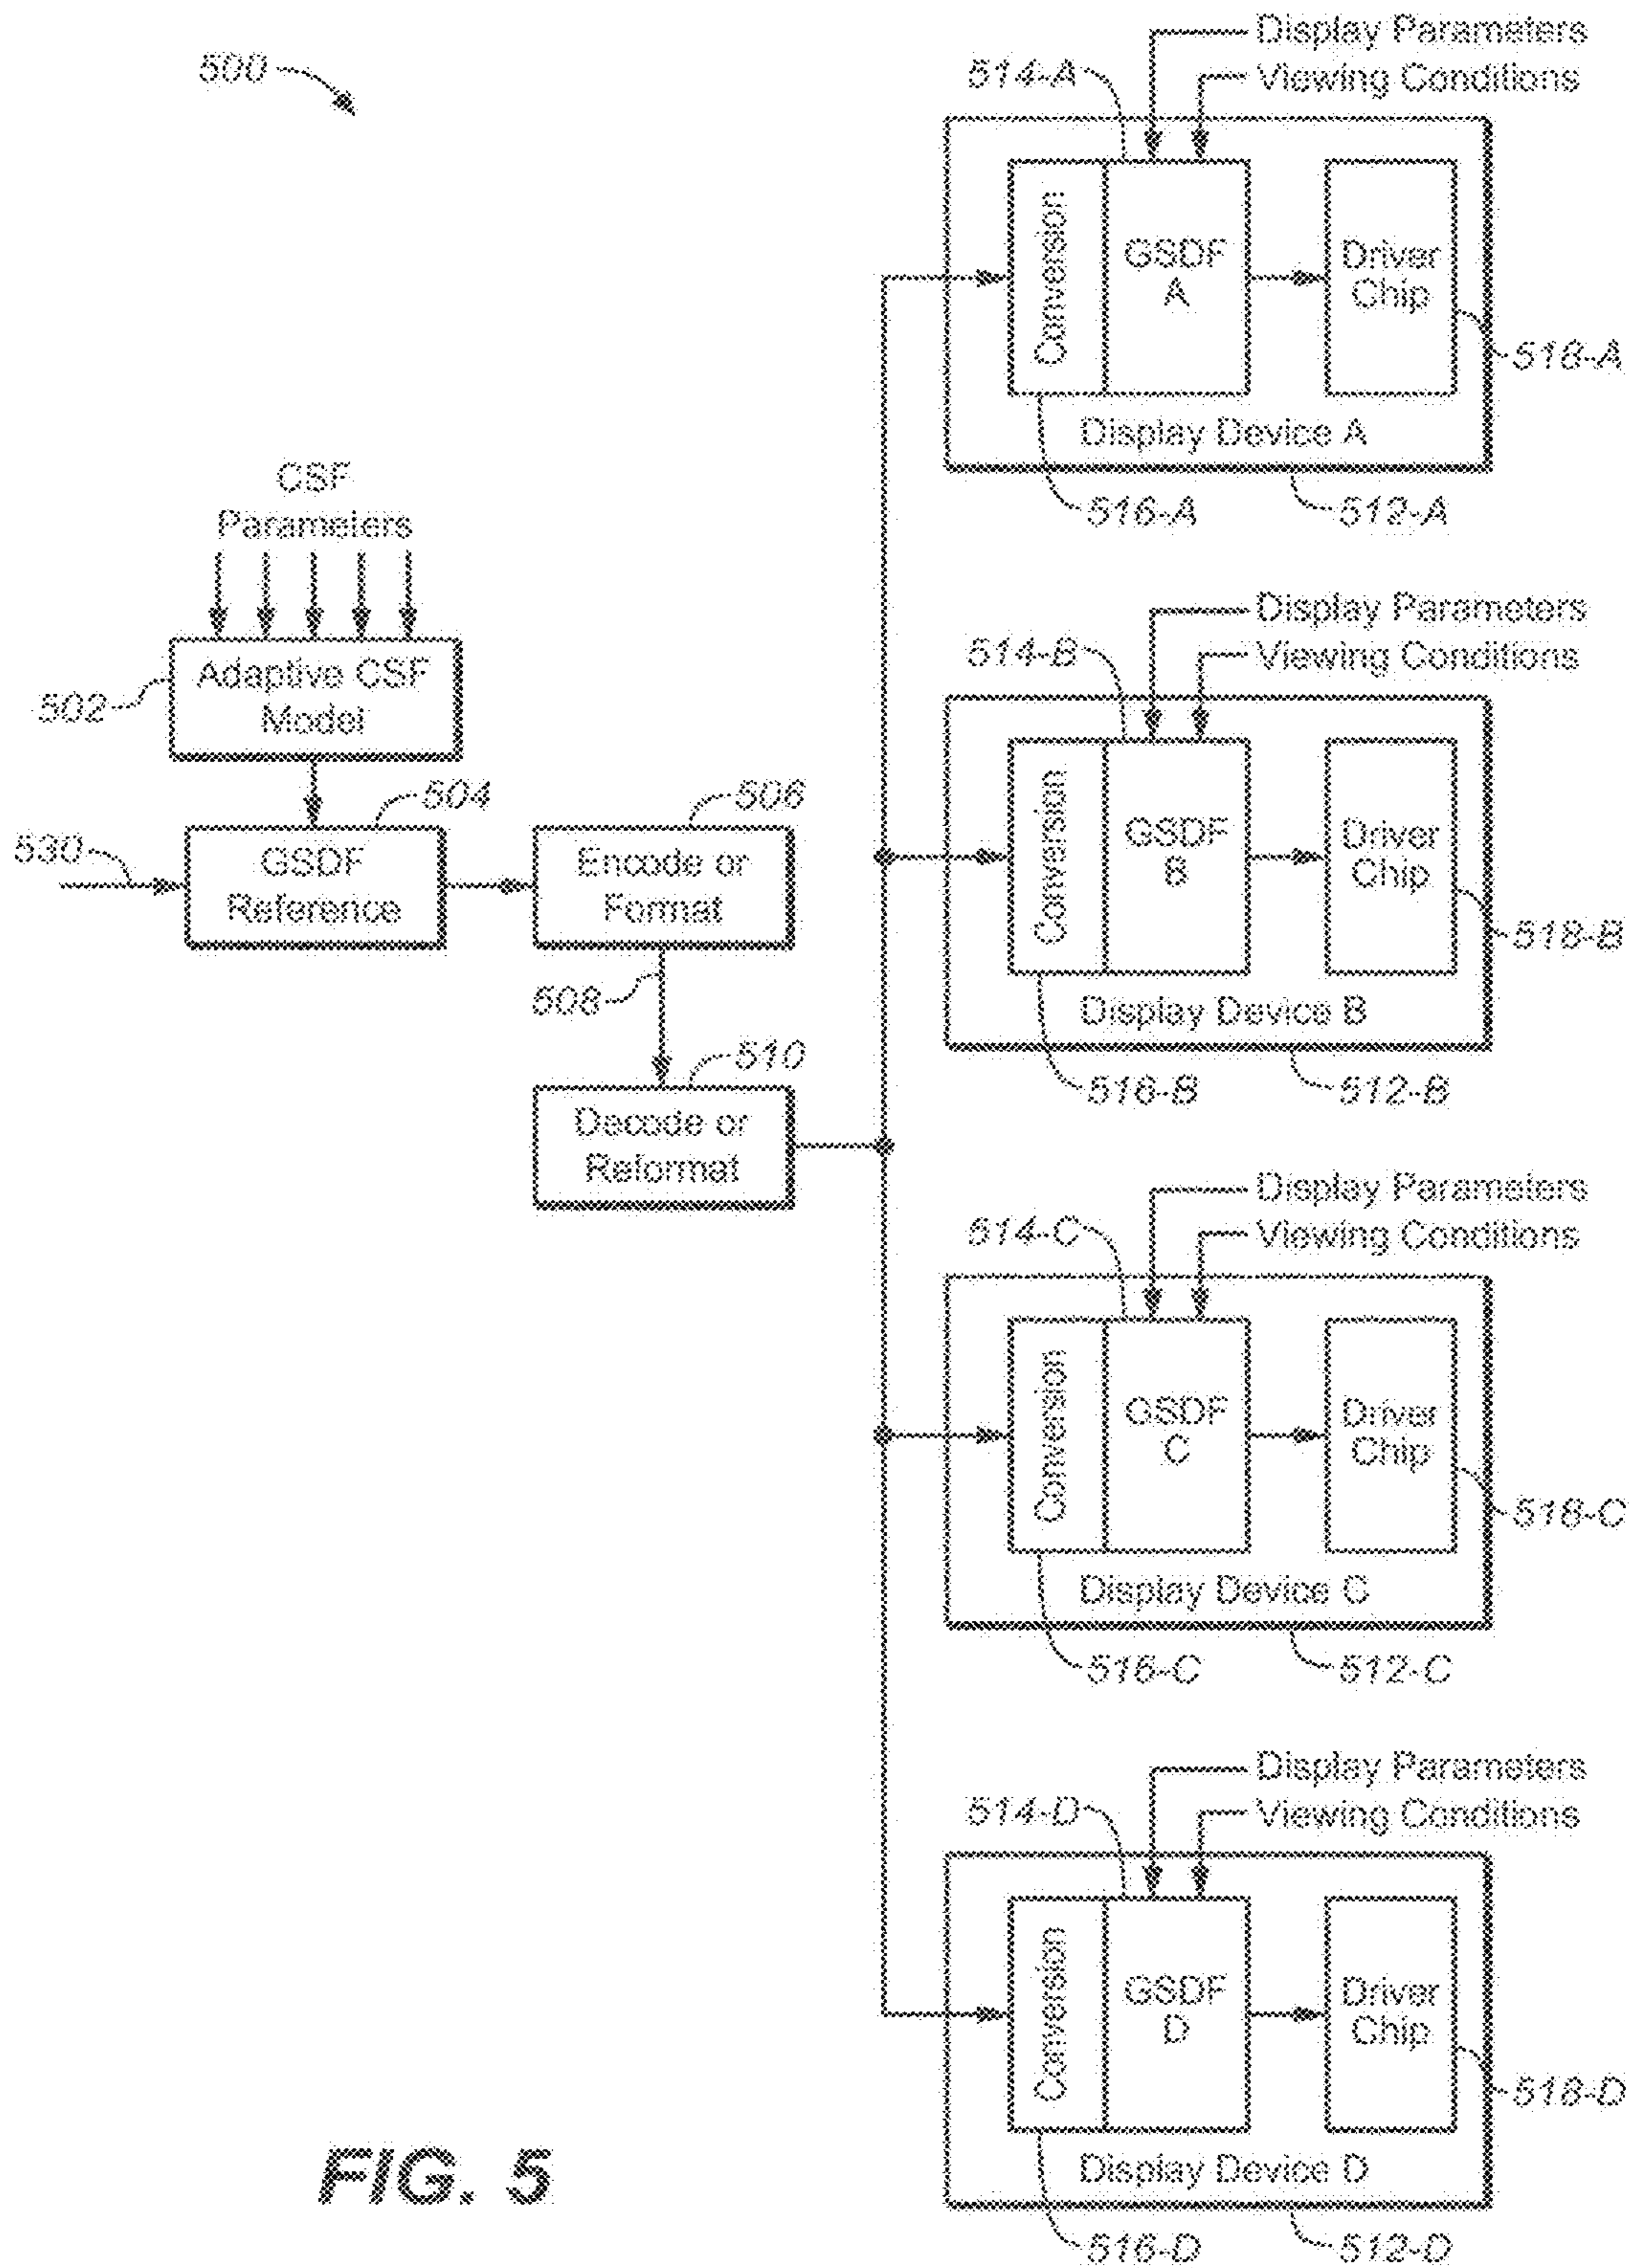 500
CSF
Parameters
502
Adaptive CSF
Model
504
530
GSDF
Reference
506
Encode or
Format
508
510
Decode or
Reformat
Display Parameters
Viewing Conditions
514-A
Conversion
GSDF
A
Driver
Chip
518-A
Display Device A
516-A
512-A
Display Parameters
Viewing Conditions
514-B
Conversion
GSDF
B
Driver
Chip
518-B
Display Device B
516-B
512-B
Display Parameters
Viewing Conditions
514-C
Conversion
GSDF
C
Driver
Chip
518-C
Display Device C
516-C
512-C
Display Parameters
Viewing Conditions
514-D
Conversion
GSDF
D
Driver
Chip
518-D
Display Device D
516-D
512-D
FIG. 5